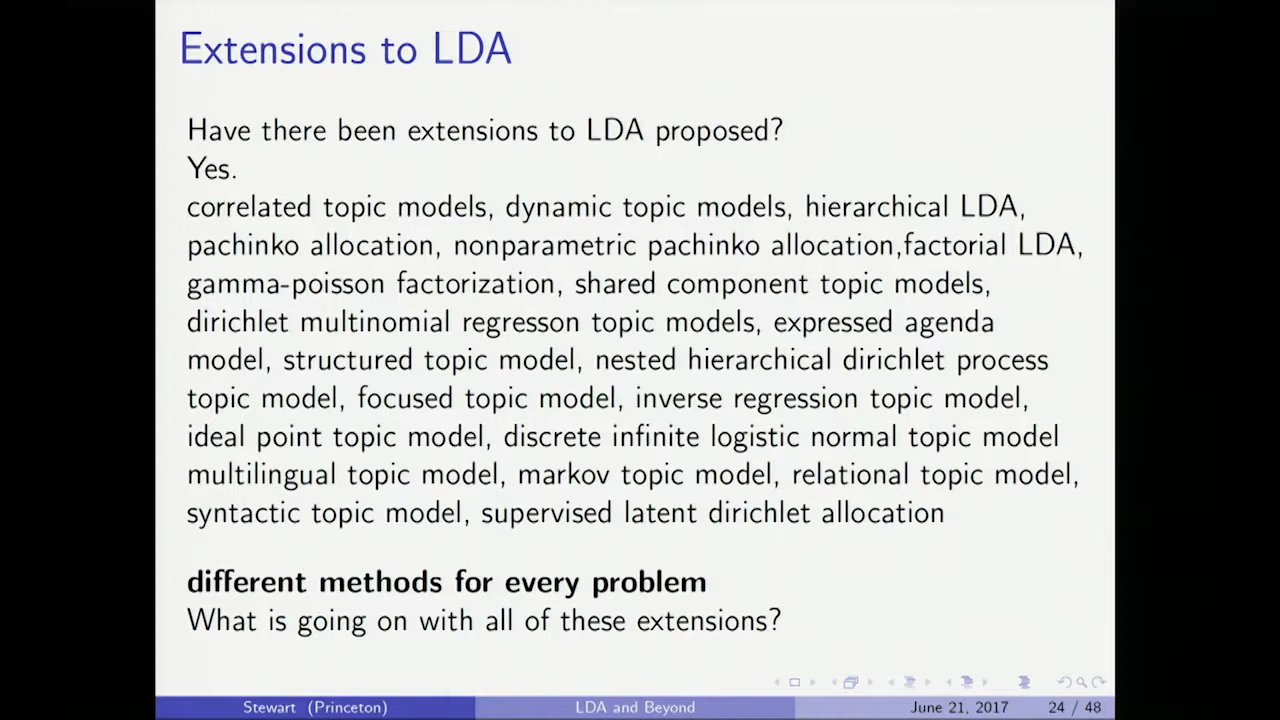 Extensions to LDA
Have there been extensions to LDA proposed?
Yes.
correlated topic models, dynamic topic models, hierarchical LDA,
pachinko allocation, nonparametric pachinko allocation,factorial LDA,
gamma-poisson factorization, shared component topic models,
dirichlet multinomial regresson topic models, expressed agenda
model, structured topic model, nested hierarchical dirichlet process
topic model, focused topic model, inverse regression topic model,
ideal point topic model, discrete infinite logistic normal topic model
multilingual topic model, markov topic model, relational topic model,
syntactic topic model, supervised latent dirichlet allocation
different methods for every problem
What is going on with all of these extensions?
Stewart (Princeton) LDA and Beyond June 21, 2017 24 / 48